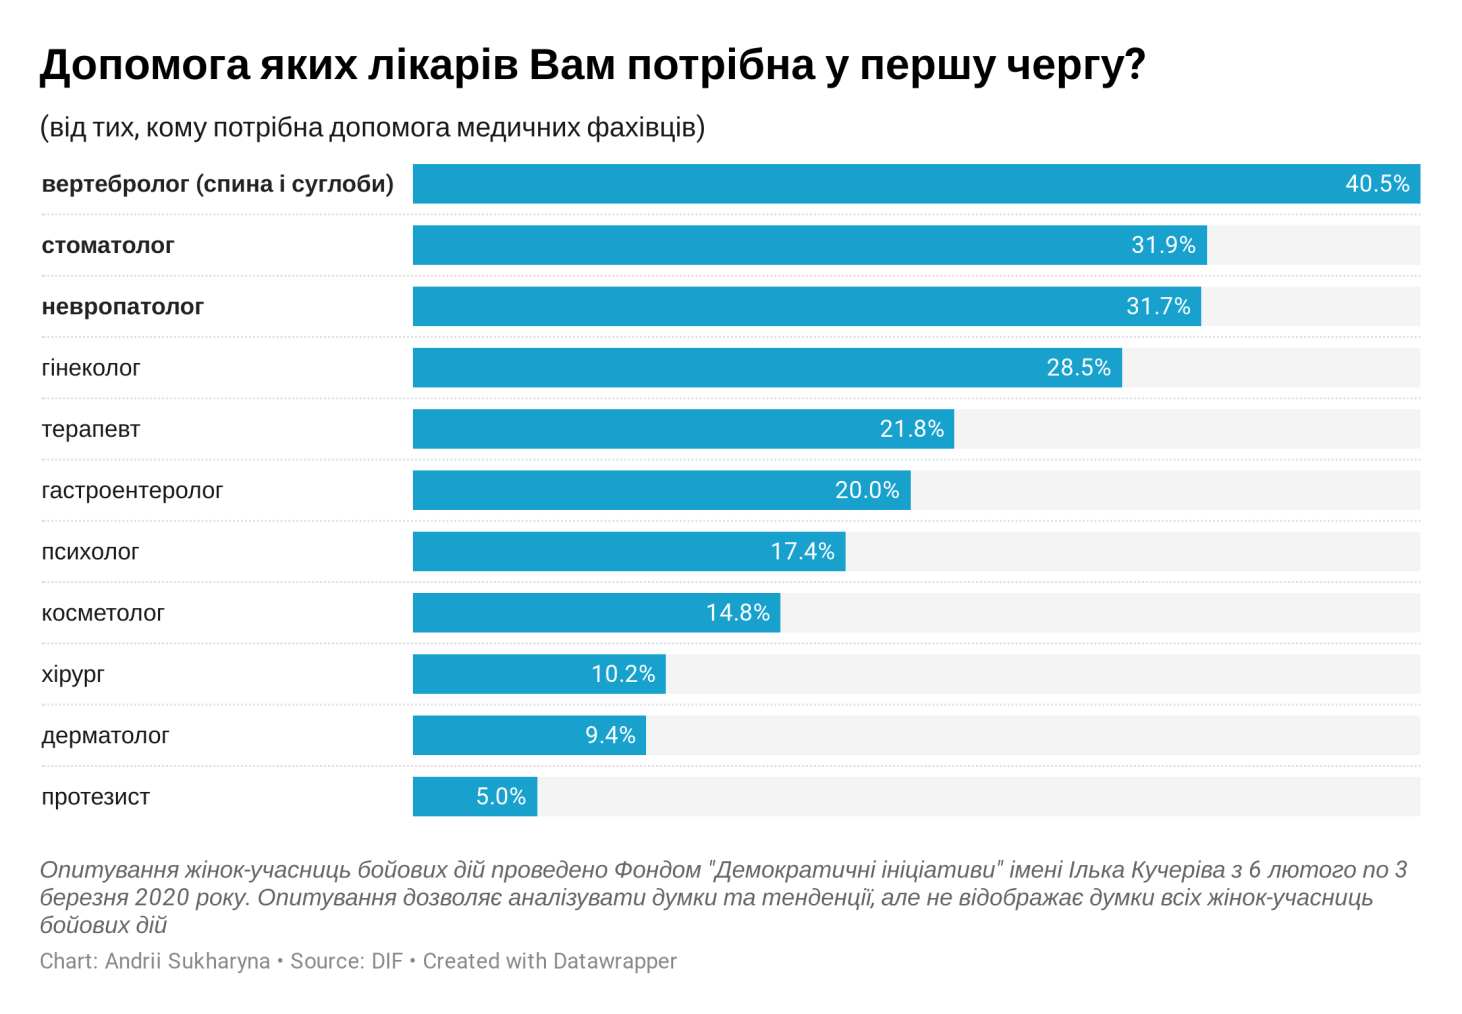 Допомога яких лікарів Вам потрібна у першу чергу?
(від тих, кому потрібна допомога медичних фахівців)
вертебролог (спина і суглоби) 40.5%
стоматолог 31.9%
невропатолог 31.7%
гінеколог 28.5%
терапевт 21.8%
гастроентеролог 20.0%
психолог 17.4%
косметолог 14.8%
хірург 10.2%
дерматолог 9.4%
протезист 5.0%
Опитування жінок-учасниць бойових дій проведено Фондом "Демократичні ініціативи" імені Ілька Кучеріва з 6 лютого по 3
березня 2020 року. Опитування дозволяє аналізувати думки та тенденції, але не відображає думки всіх жінок-учасниць
бойових дій
Chart: Andrii Sukharyna • Source: DIF • Created with Datawrapper